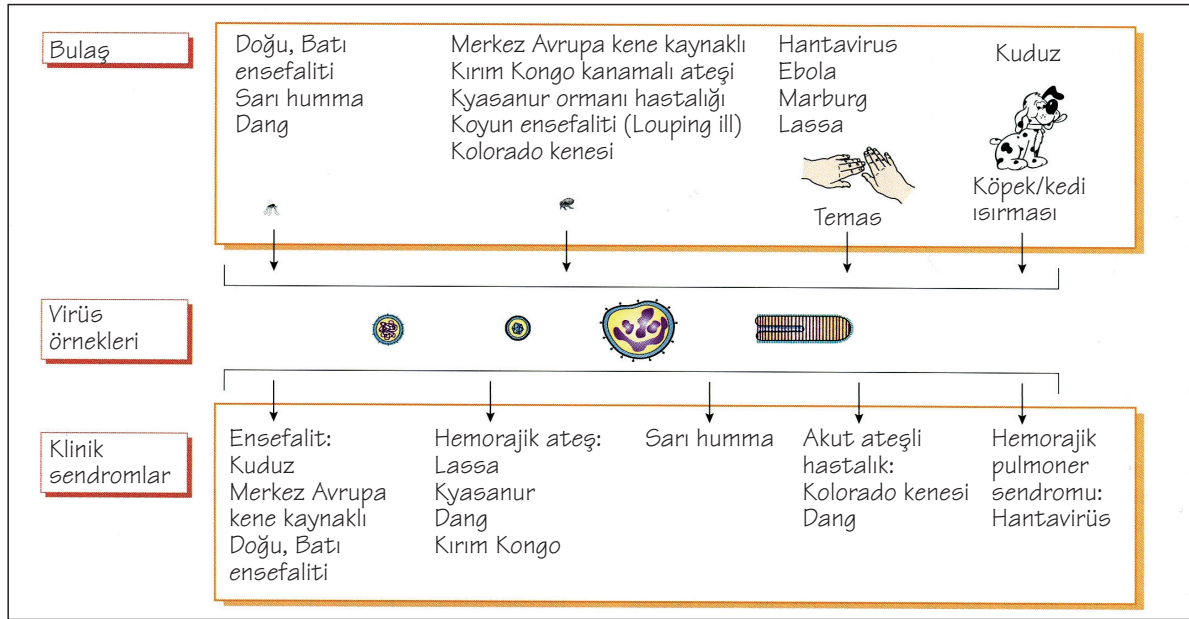 Bulaş
Doğu, Batı
ensefaliti
Sarı humma
Dang
Merkez Avrupa kene kaynaklı
Kırım Kongo kanamalı ateşi
Kyasanur ormanı hastalığı
Koyun ensefaliti (Louping ill)
Kolorado kenesi
Hantavirus
Ebola
Marburg
Lassa
Temas
Kuduz
Köpek/kedi
ısırması
Virüs
örnekleri
Klinik
sendromlar
Ensefalit:
Kuduz
Merkez Avrupa
kene kaynaklı
Doğu, Batı
ensefaliti
Hemorajik ateş:
Lassa
Kyasanur
Dang
Kırım Kongo
Sarı humma
Akut ateşli
hastalık:
Kolorado kenesi
Dang
Hemorajik
pulmoner
sendromu:
Hantavirüs